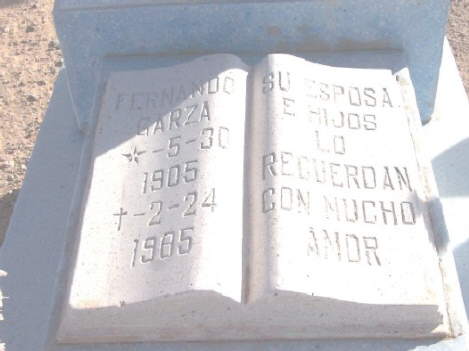 FERNANDO
GARZA
*-5-30
1905
†-2-24
1985
SU ESPOSA
E HIJOS
LO
RECUERDAN
CON MUCHO
AMOR